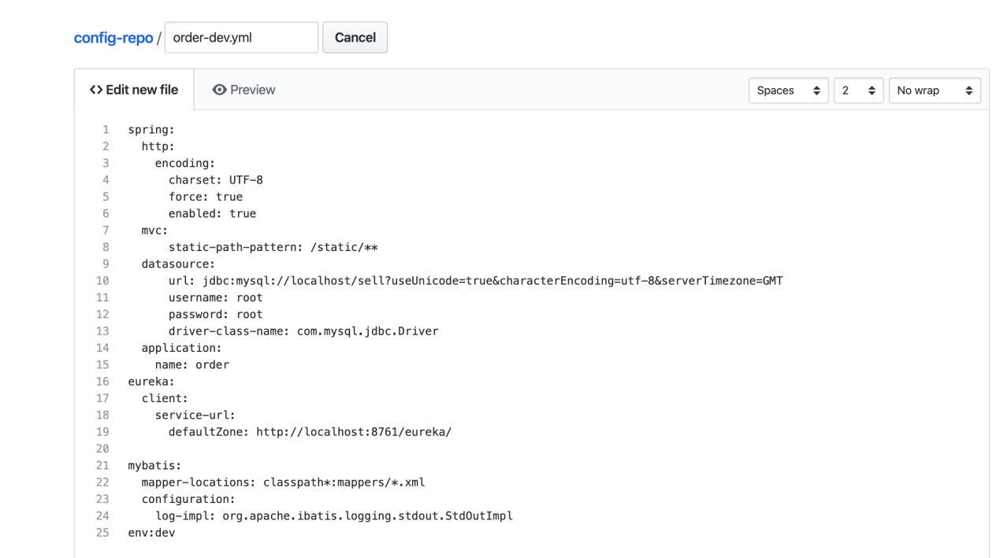 config-repo / order-dev.yml Cancel
<> Edit new file Preview Spaces 2 No wrap
1 spring:
2   http:
3     encoding:
4       charset: UTF-8
5       force: true
6       enabled: true
7   mvc:
8       static-path-pattern: /static/**
9   datasource:
10       url: jdbc:mysql://localhost/sell?useUnicode=true&characterEncoding=utf-8&serverTimezone=GMT
11       username: root
12       password: root
13       driver-class-name: com.mysql.jdbc.Driver
14   application:
15     name: order
16 eureka:
17   client:
18     service-url:
19       defaultZone: http://localhost:8761/eureka/
20
21 mybatis:
22   mapper-locations: classpath*:mappers/*.xml
23   configuration:
24     log-impl: org.apache.ibatis.logging.stdout.StdOutImpl
25 env:dev